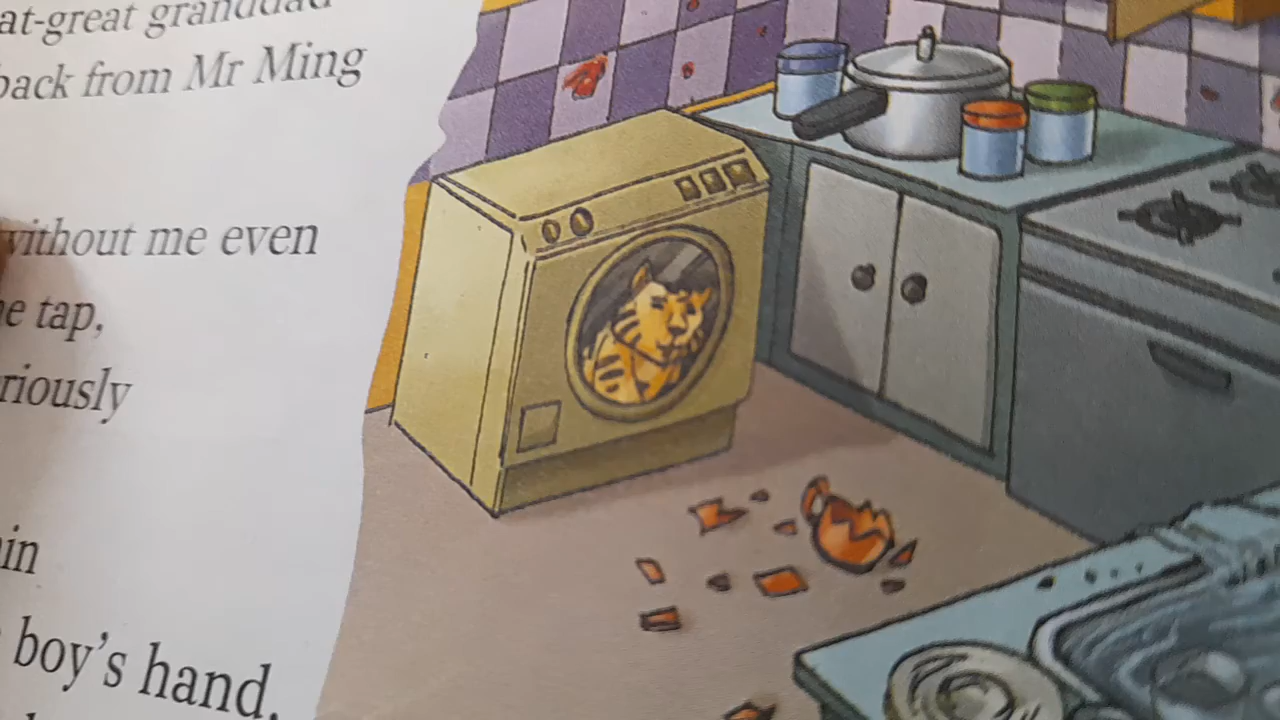 at-great granddad
back from Mr Ming
without me even
e tap,
riously
in
boy's hand,